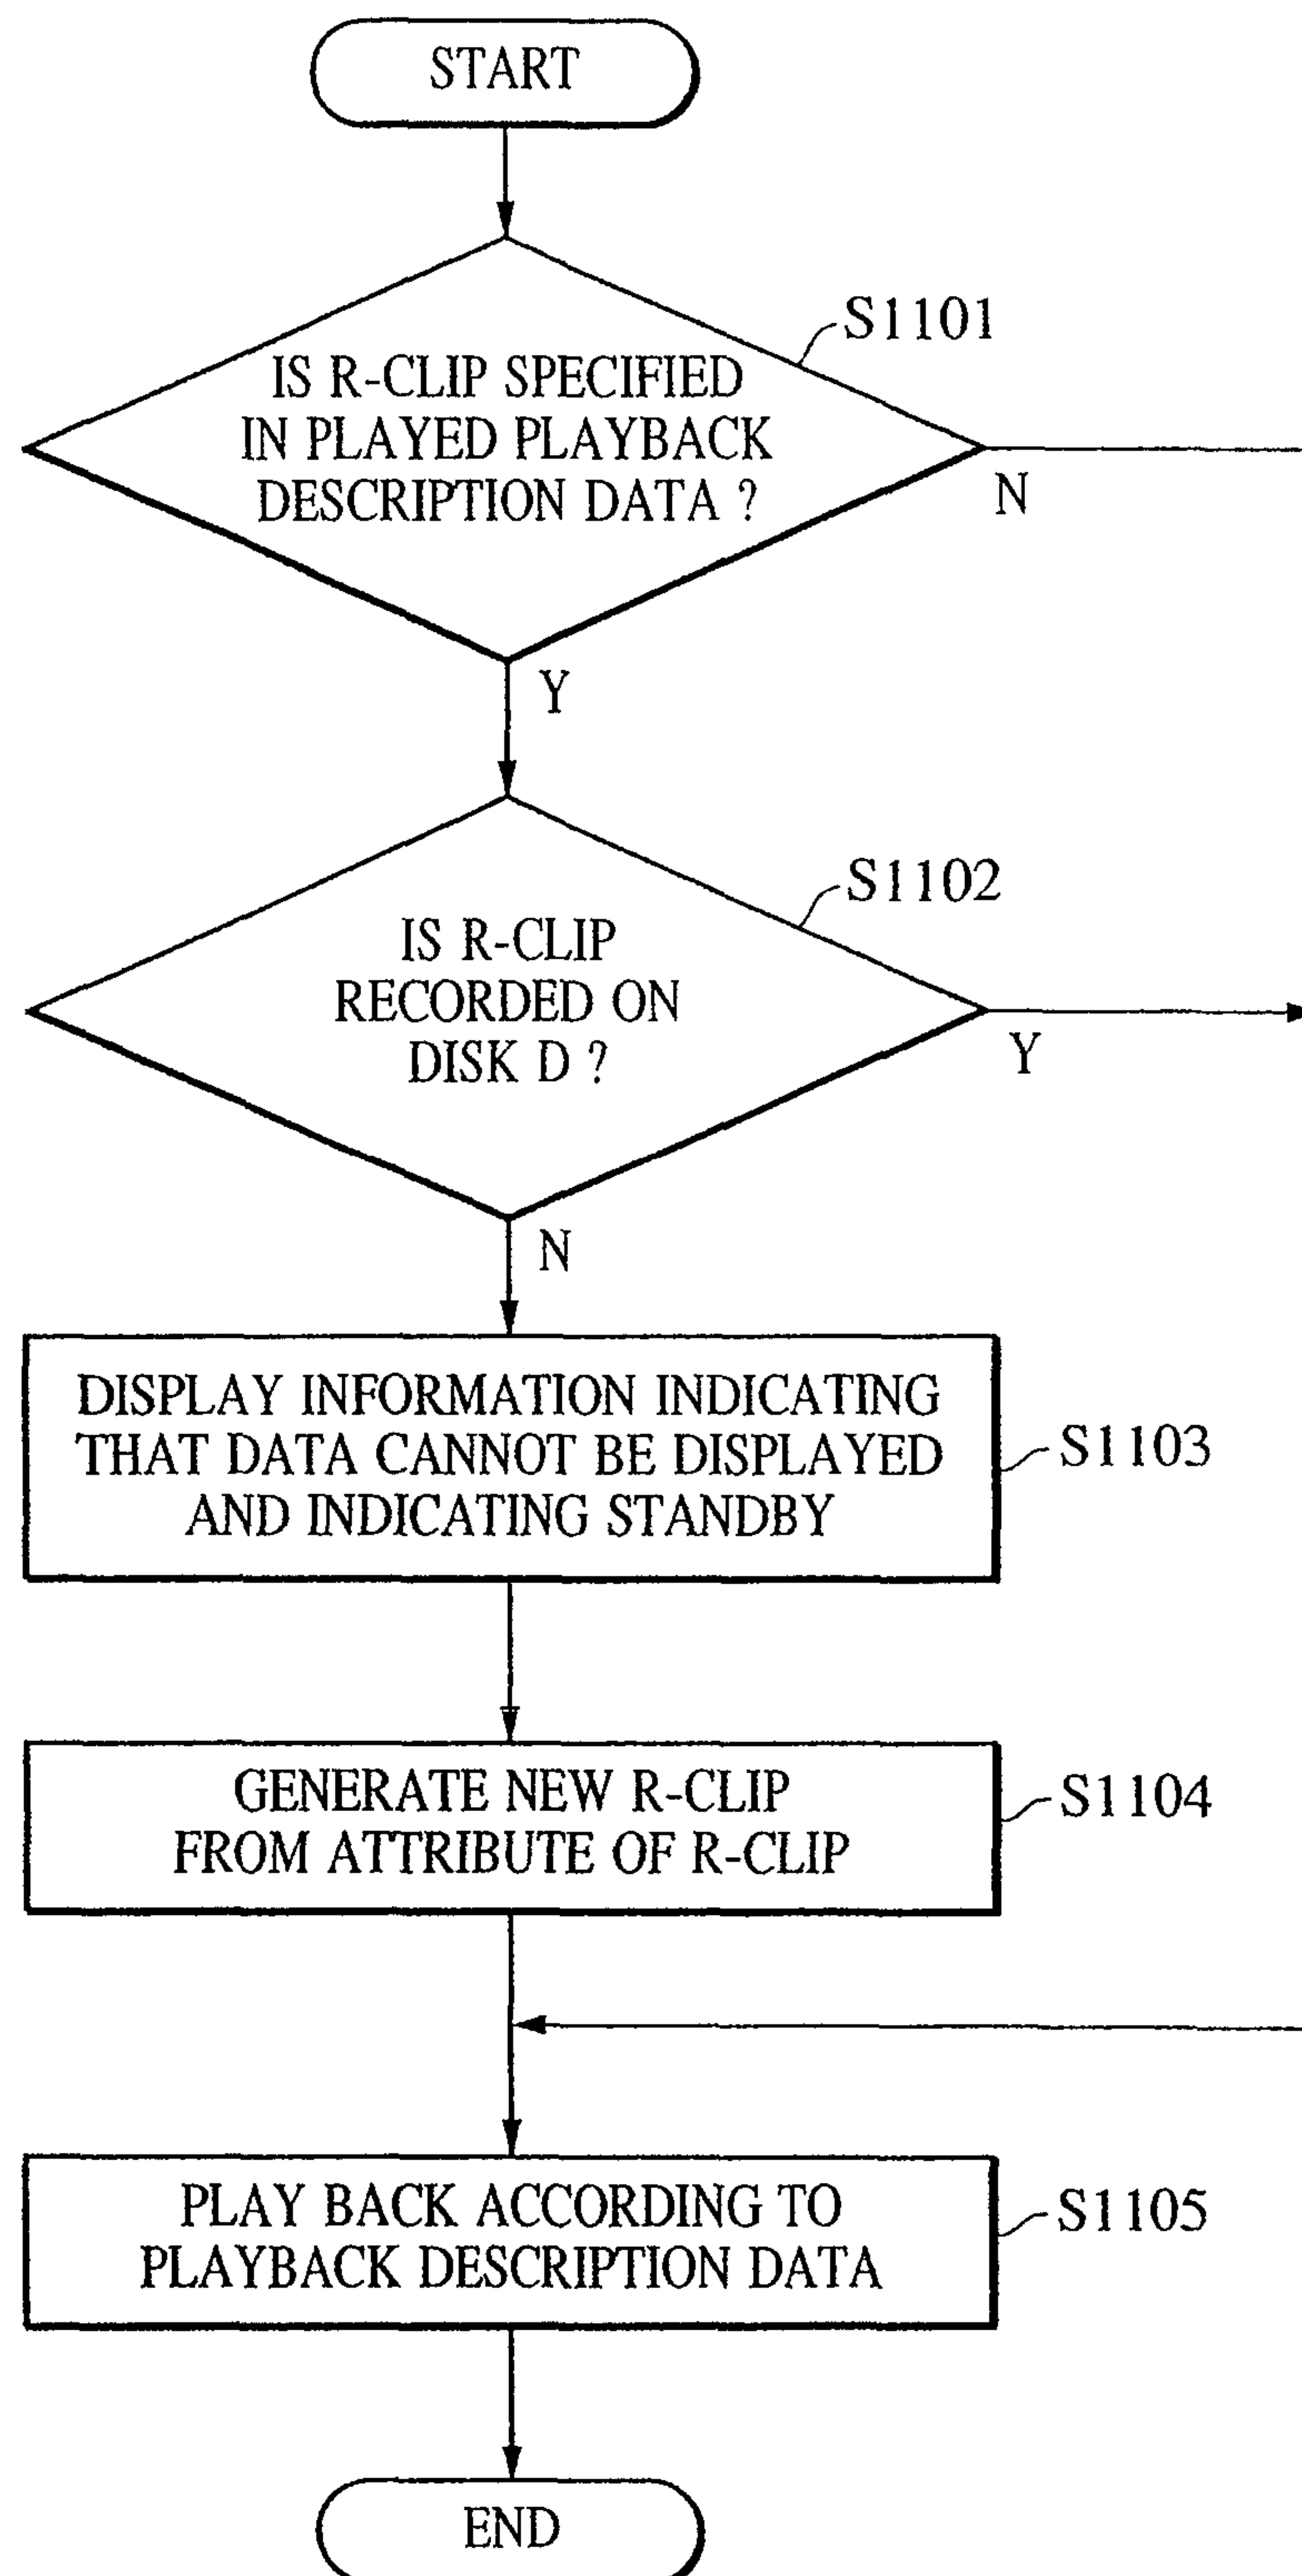 START
S1101
IS R-CLIP SPECIFIED
IN PLAYED PLAYBACK
DESCRIPTION DATA ?
N
Y
S1102
IS R-CLIP
RECORDED ON
DISK D ?
Y
N
DISPLAY INFORMATION INDICATING
THAT DATA CANNOT BE DISPLAYED
AND INDICATING STANDBY
S1103
GENERATE NEW R-CLIP
FROM ATTRIBUTE OF R-CLIP
S1104
PLAY BACK ACCORDING TO
PLAYBACK DESCRIPTION DATA
S1105
END